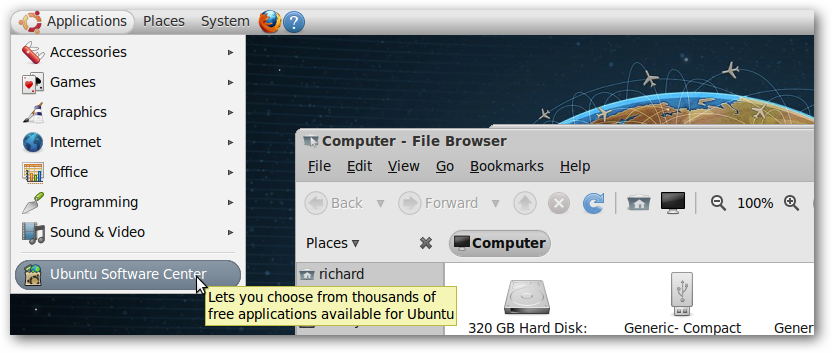 Applications Places System
Accessories
Games
Graphics
Internet
Office
Programming
Sound & Video
Ubuntu Software Center
Lets you choose from thousands of
free applications available for Ubuntu
Computer - File Browser
File Edit View Go Bookmarks Help
Back Forward 100%
Places Computer
richard
320 GB Hard Disk:
Generic- Compact
Gener